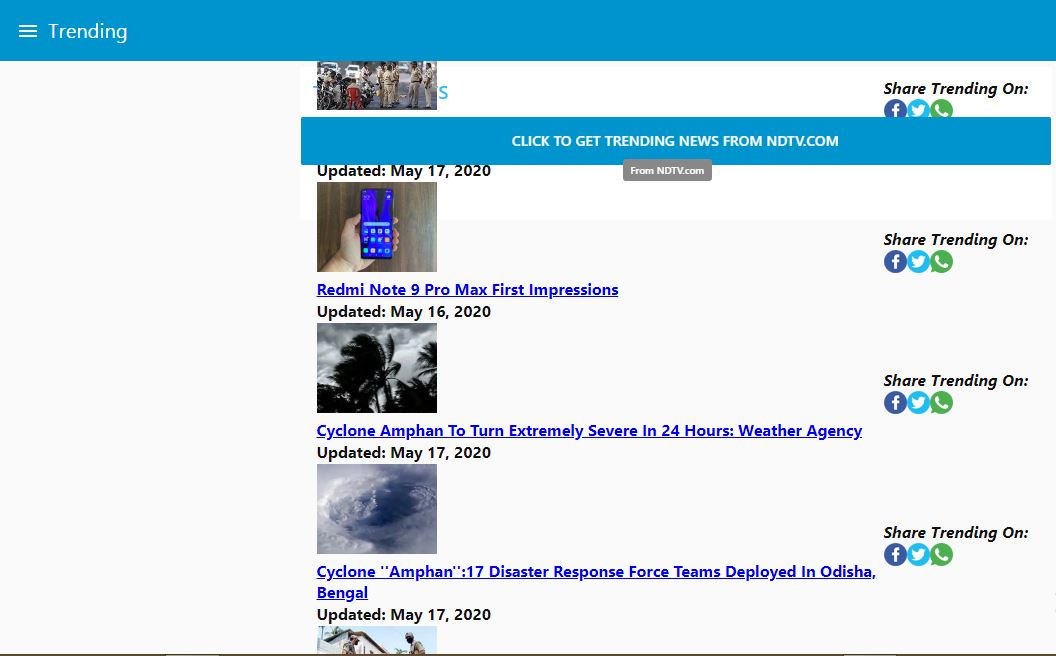 Trending
Share Trending On:
CLICK TO GET TRENDING NEWS FROM NDTV.COM
From NDTV.com
Updated: May 17, 2020
Share Trending On:
Redmi Note 9 Pro Max First Impressions
Updated: May 16, 2020
Share Trending On:
Cyclone Amphan To Turn Extremely Severe In 24 Hours: Weather Agency
Updated: May 17, 2020
Share Trending On:
Cyclone ''Amphan'':17 Disaster Response Force Teams Deployed In Odisha,
Bengal
Updated: May 17, 2020